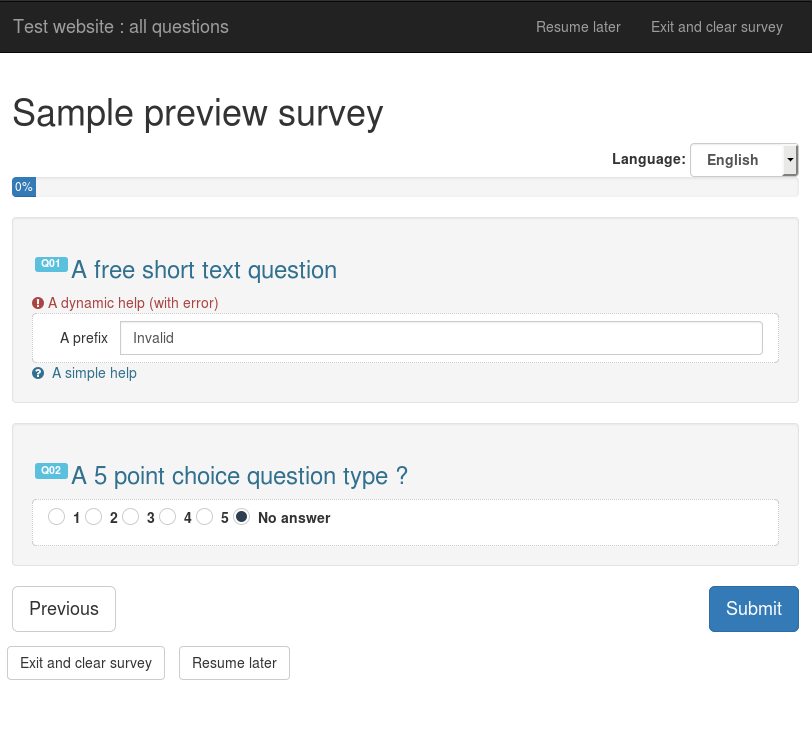 Test website : all questions Resume later Exit and clear survey
Sample preview survey
Language: English
0%
Q01 A free short text question
A dynamic help (with error)
A prefix Invalid
A simple help
Q02 A 5 point choice question type ?
1 2 3 4 5 No answer
Previous Submit
Exit and clear survey Resume later